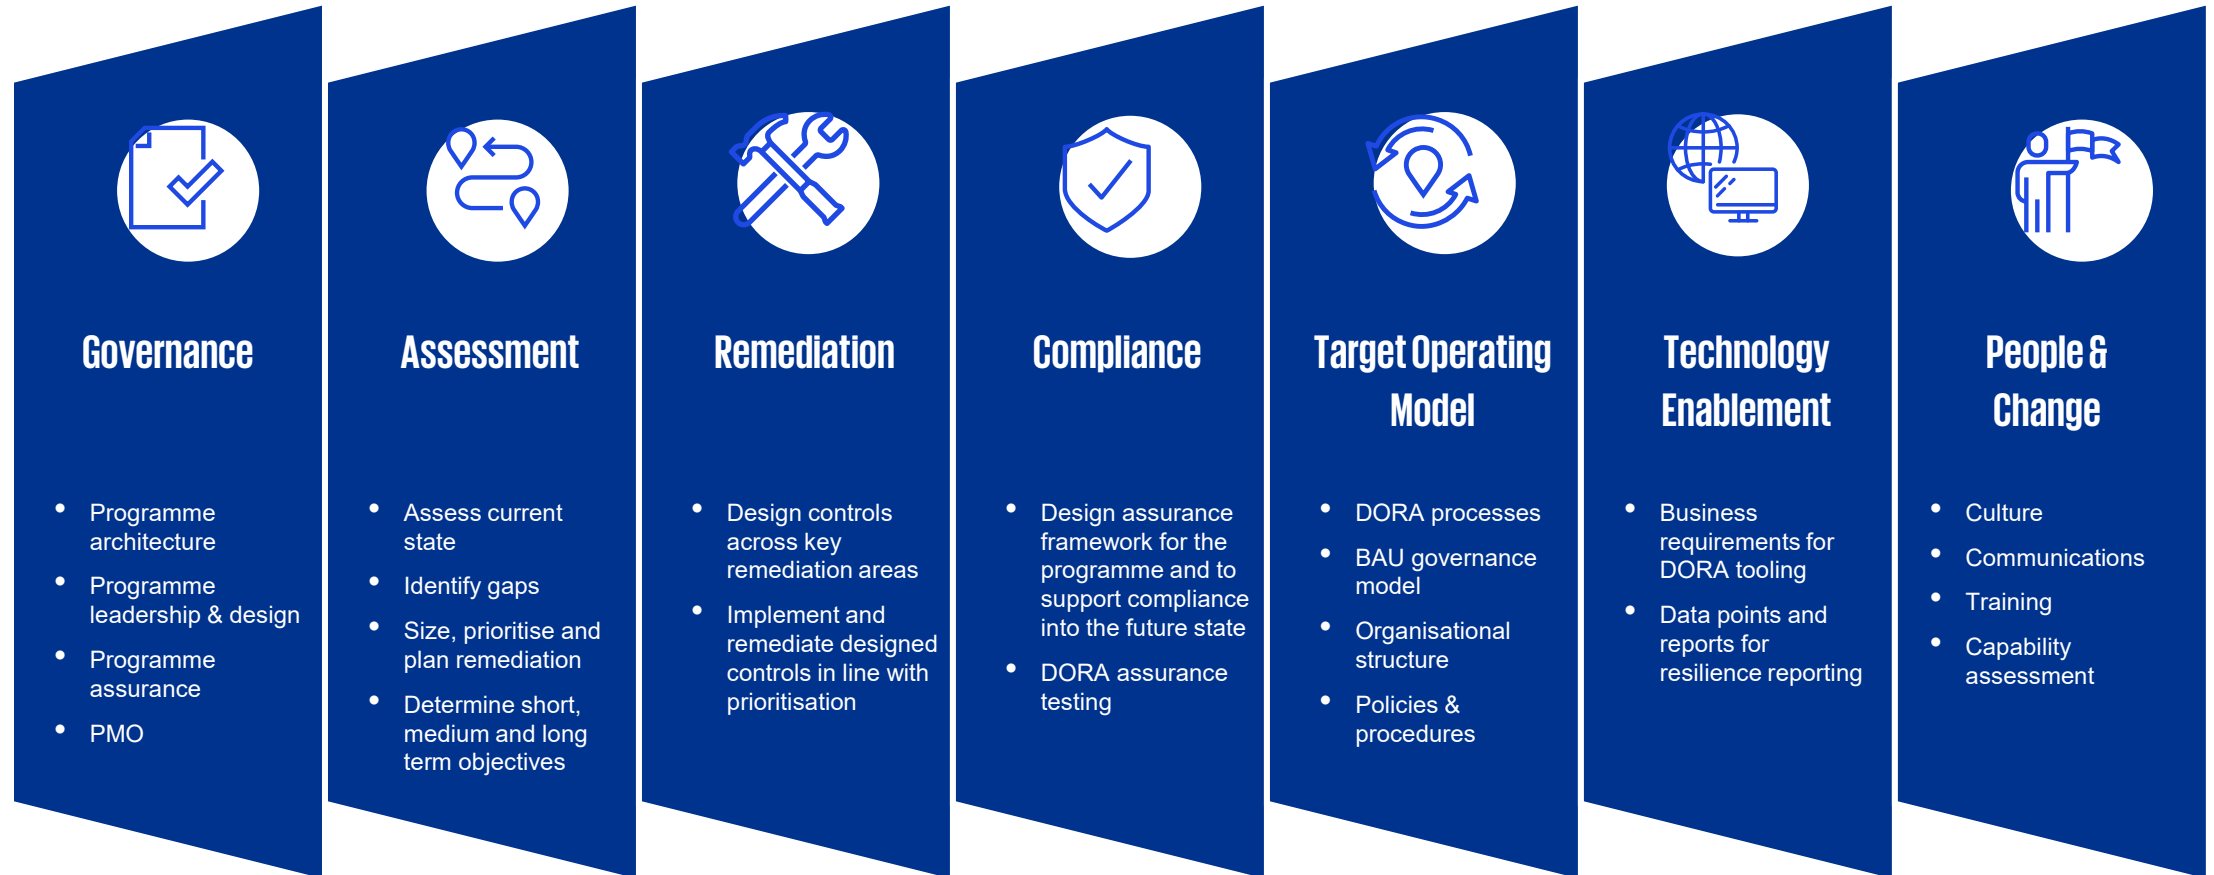 Governance
Programme
architecture
Programme
leadership & design
Programme
assurance
PMO
Assessment
Assess current
state
Identify gaps
Size, prioritise and
plan remediation
Determine short,
medium and long
term objectives
Remediation
Design controls
across key
remediation areas
Implement and
remediate designed
controls in line with
prioritisation
Compliance
Design assurance
framework for the
programme and to
support compliance
into the future state
DORA assurance
testing
Target Operating
Model
DORA processes
BAU governance
model
Organisational
structure
Policies &
procedures
Technology
Enablement
Business
requirements for
DORA tooling
Data points and
reports for
resilience reporting
People &
Change
Culture
Communications
Training
Capability
assessment